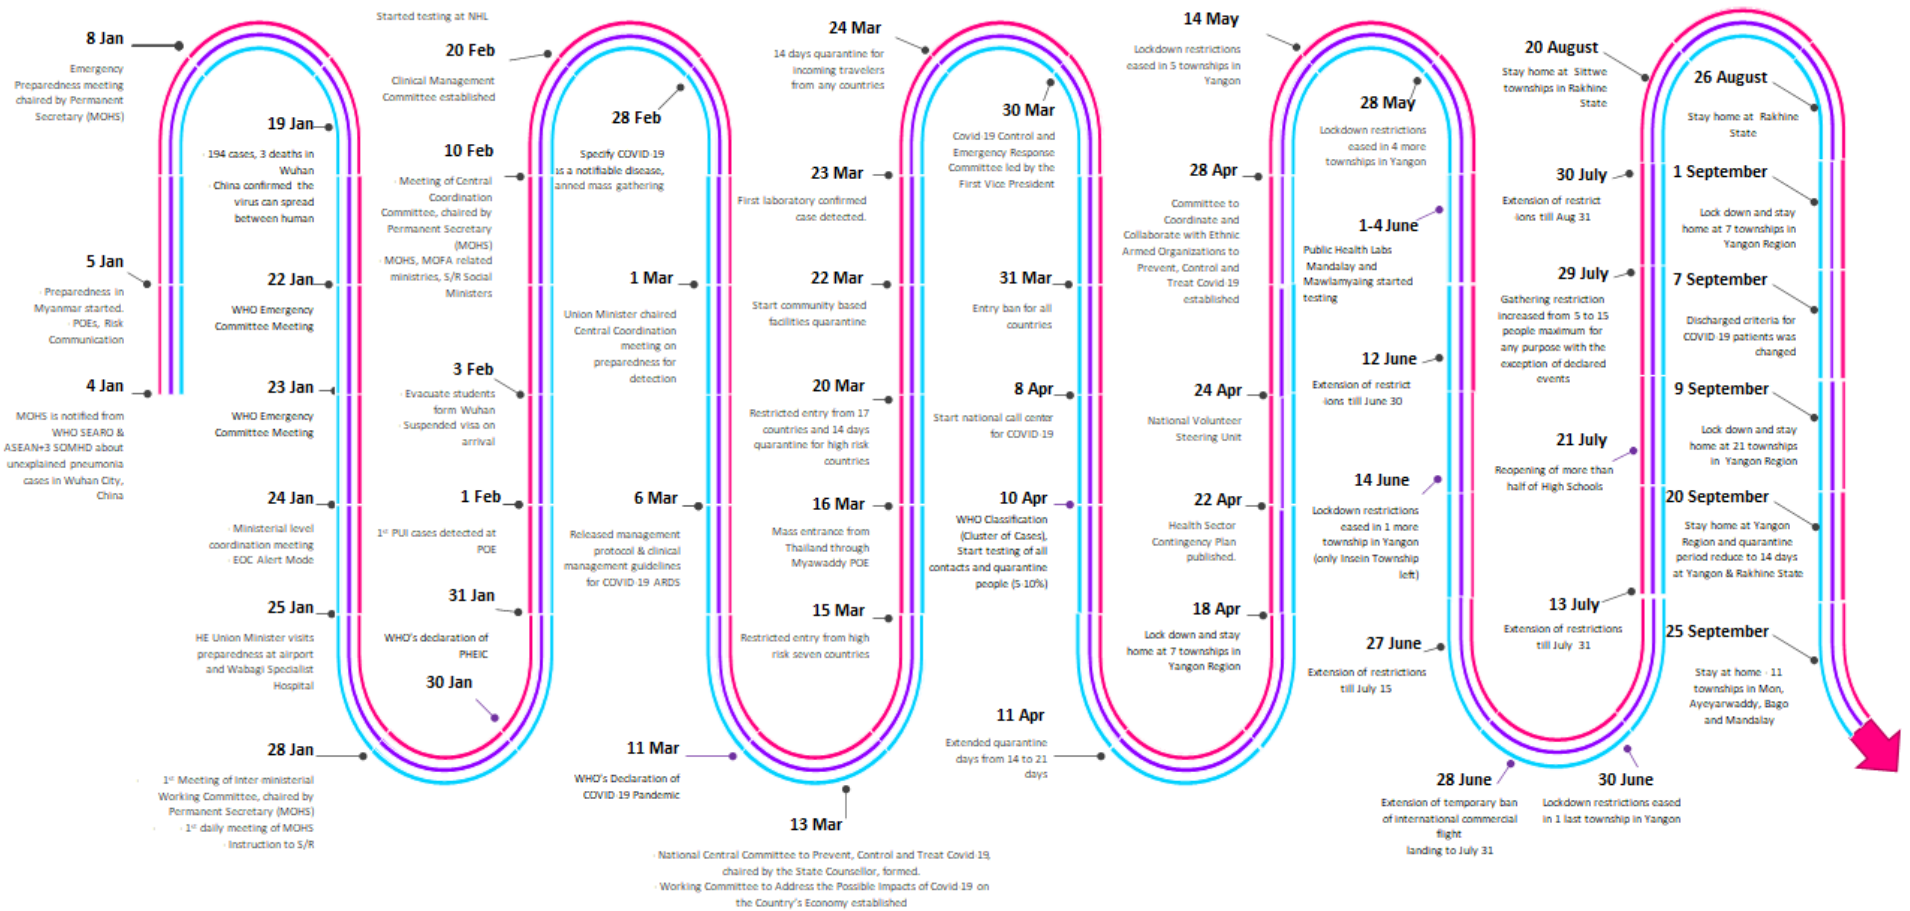 4 Jan
MOHS is notified from
WHO SEARO &
ASEAN+3 SOMHD about
unexplained pneumonia
cases in Wuhan City,
China
5 Jan
· Preparedness in
Myanmar started.
· POEs, Risk
Communication
8 Jan
Emergency
Preparedness meeting
chaired by Permanent
Secretary (MOHS)
19 Jan
· 194 cases, 3 deaths in
Wuhan
· China confirmed the
virus can spread
between human
22 Jan
WHO Emergency
Committee Meeting
23 Jan
WHO Emergency
Committee Meeting
24 Jan
· Ministerial level
coordination meeting
· EOC Alert Mode
25 Jan
HE Union Minister visits
preparedness at airport
and Wabagi Specialist
Hospital
28 Jan
· 1st Meeting of Inter-ministerial
Working Committee, chaired by
Permanent Secretary (MOHS)
· 1st daily meeting of MOHS
· Instruction to S/R
30 Jan
31 Jan
WHO's declaration of
PHEIC
1 Feb
1st PUI cases detected at
POE
3 Feb
· Evacuate students
form Wuhan
· Suspended visa on
arrival
10 Feb
· Meeting of Central
Coordination
Committee, chaired by
Permanent Secretary
(MOHS)
· MOHS, MOFA related
ministries, S/R Social
Ministers
Started testing at NHL
20 Feb
Clinical Management
Committee established
28 Feb
Specify COVID-19
as a notifiable disease,
anned mass gathering
1 Mar
Union Minister chaired
Central Coordination
meeting on
preparedness for
detection
6 Mar
Released management
protocol & clinical
management guidelines
for COVID-19 ARDS
11 Mar
WHO's Declaration of
COVID-19 Pandemic
13 Mar
· National Central Committee to Prevent, Control and Treat Covid-19,
chaired by the State Counsellor, formed.
· Working Committee to Address the Possible Impacts of Covid-19 on
the Country's Economy established
15 Mar
Restricted entry from high
risk seven countries
16 Mar
Mass entrance from
Thailand through
Myawaddy POE
20 Mar
Restricted entry from 17
countries and 14 days
quarantine for high risk
countries
22 Mar
Start community based
facilities quarantine
23 Mar
First laboratory confirmed
case detected.
24 Mar
14 days quarantine for
incoming travelers
from any countries
30 Mar
Covid-19 Control and
Emergency Response
Committee led by the
First Vice President
31 Mar
Entry ban for all
countries
8 Apr
Start national call center
for COVID-19
10 Apr
WHO Classification
(Cluster of Cases),
Start testing of all
contacts and quarantine
people (5-10%)
11 Apr
Extended quarantine
days from 14 to 21
days
18 Apr
Lock down and stay
home at 7 townships in
Yangon Region
22 Apr
Health Sector
Contingency Plan
published.
24 Apr
National Volunteer
Steering Unit
28 Apr
Committee to
Coordinate and
Collaborate with Ethnic
Armed Organizations to
Prevent, Control and
Treat Covid-19
established
14 May
Lockdown restrictions
eased in 5 townships in
Yangon
28 May
Lockdown restrictions
eased in 4 more
townships in Yangon
1-4 June
Public Health Labs
Mandalay and
Mawlamyaing started
testing
12 June
Extension of restrict
-ions till June 30
14 June
Lockdown restrictions
eased in 1 more
township in Yangon
(only Insein Township
left)
27 June
Extension of restrictions
till July 15
28 June
Extension of temporary ban
of international commercial
flight
landing to July 31
30 June
Lockdown restrictions eased
in 1 last township in Yangon
13 July
Extension of restrictions
till July 31
21 July
Reopening of more than
half of High Schools
29 July
Gathering restriction
increased from 5 to 15
people maximum for
any purpose with the
exception of declared
events
30 July
Extension of restrict
-ions till Aug 31
20 August
Stay home at Sittwe
townships in Rakhine
State
26 August
Stay home at Rakhine
State
1 September
Lock down and stay
home at 7 townships in
Yangon Region
7 September
Discharged criteria for
COVID-19 patients was
changed
9 September
Lock down and stay
home at 21 townships
in Yangon Region
20 September
Stay home at Yangon
Region and quarantine
period reduce to 14 days
at Yangon & Rakhine State
25 September
Stay at home - 11
townships in Mon,
Ayeyarwaddy, Bago
and Mandalay